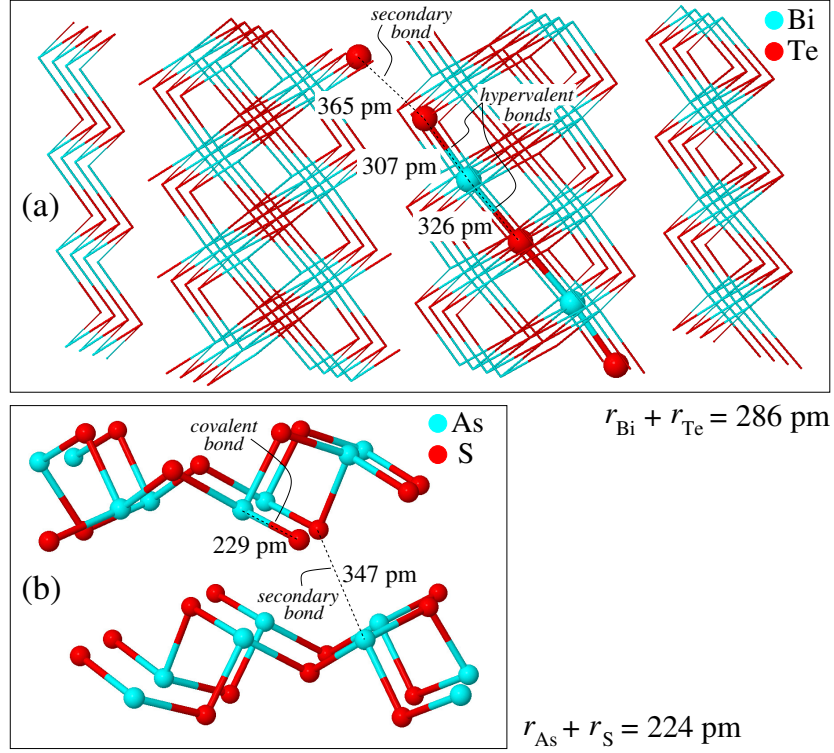 secondary
bond
Bi
Te
365 pm
hypervalent
bonds
307 pm
(a)
326 pm
r_Bi + r_Te = 286 pm
covalent
bond
As
S
229 pm
347 pm
(b)
secondary
bond
r_As + r_S = 224 pm